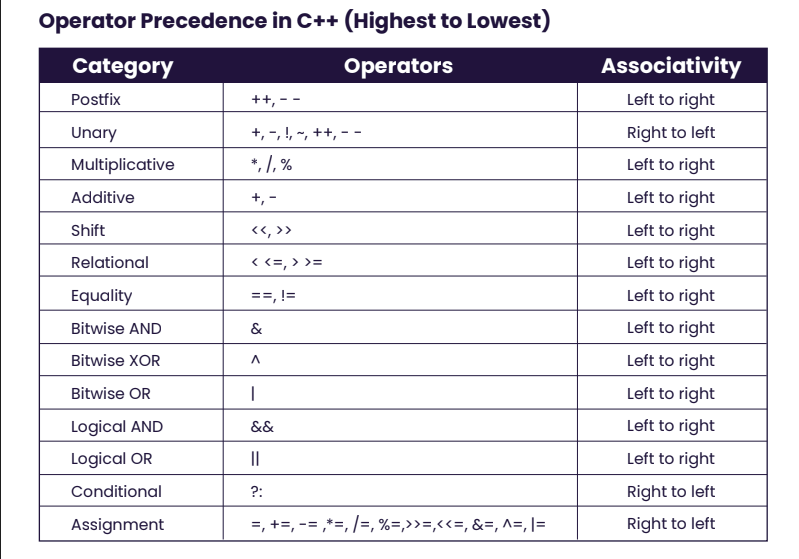 Operator Precedence in C++ (Highest to Lowest)
Category Operators Associativity
Postfix ++, - - Left to right
Unary +, -, !, ~, ++, - - Right to left
Multiplicative *, /, % Left to right
Additive +, - Left to right
Shift <<, >> Left to right
Relational < <=, > >= Left to right
Equality ==, != Left to right
Bitwise AND & Left to right
Bitwise XOR ^ Left to right
Bitwise OR | Left to right
Logical AND && Left to right
Logical OR || Left to right
Conditional ?: Right to left
Assignment =, +=, -= ,*=, /=, %=,>>=,<<=, &=, ^=, |= Right to left